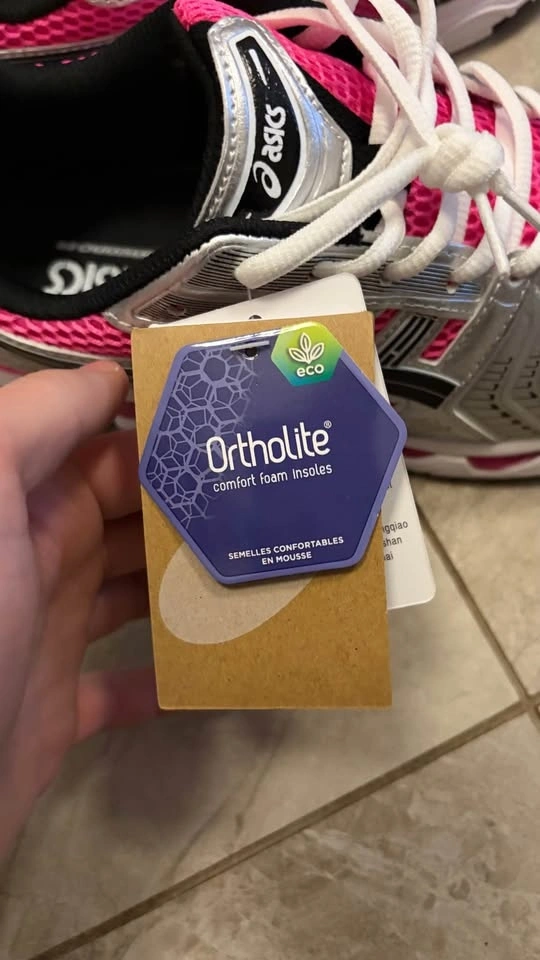 asics
asics
eco
Ortholite®
comfort foam insoles
SEMELLES CONFORTABLES
EN MOUSSE